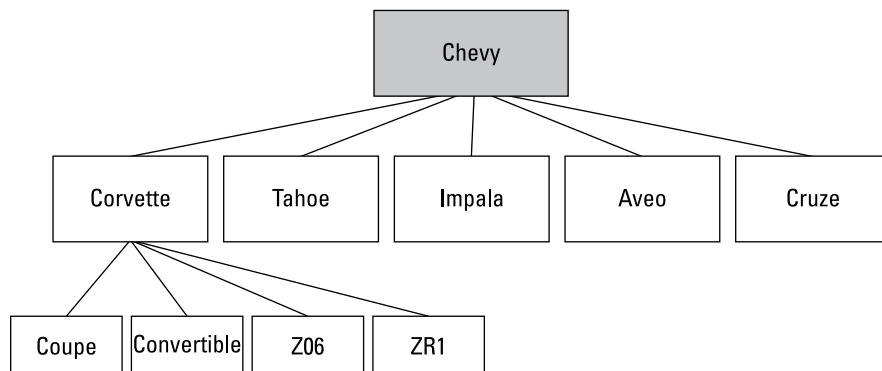 Chevy
Corvette
Tahoe
Impala
Aveo
Cruze
Coupe
Convertible
Z06
ZR1